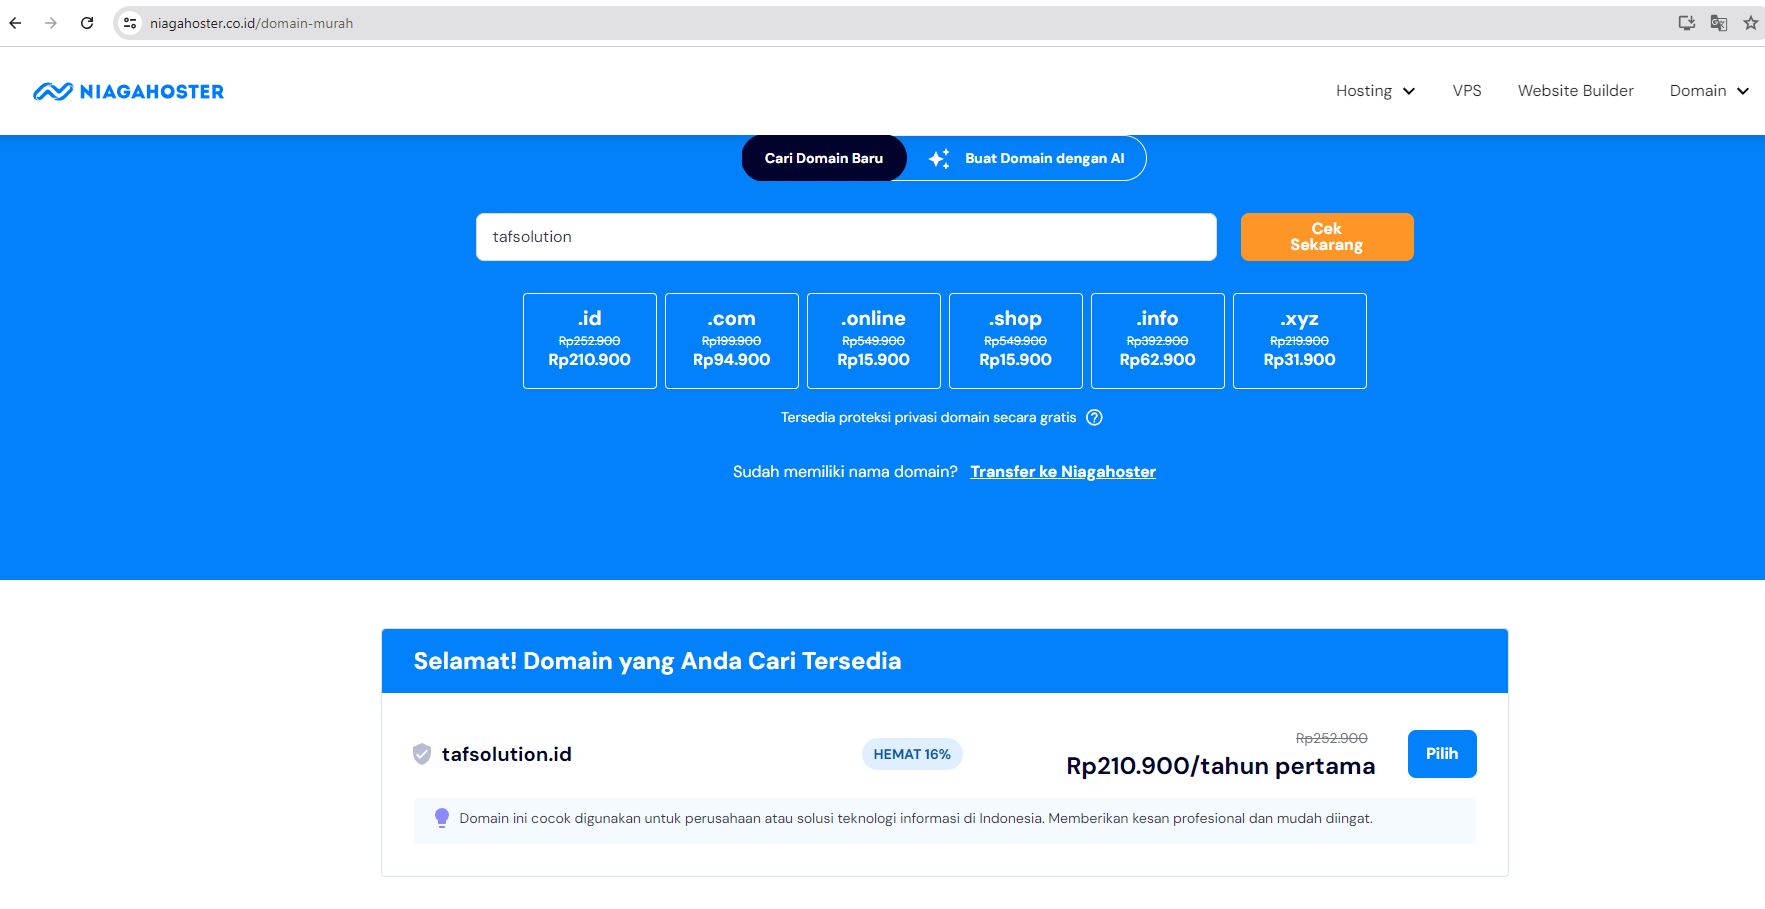 niagahoster.co.id/domain-murah
NIAGAHOSTER
Hosting
VPS
Website Builder
Domain
Cari Domain Baru
Buat Domain dengan AI
tafsolution
Cek
Sekarang
.id
Rp252.900
Rp210.900
.com
Rp199.900
Rp94.900
.online
Rp549.900
Rp15.900
.shop
Rp549.900
Rp15.900
.info
Rp392.900
Rp62.900
.xyz
Rp219.900
Rp31.900
Tersedia proteksi privasi domain secara gratis
Sudah memiliki nama domain? Transfer ke Niagahoster
Selamat! Domain yang Anda Cari Tersedia
tafsolution.id
HEMAT 16%
Rp252.900
Rp210.900/tahun pertama
Pilih
Domain ini cocok digunakan untuk perusahaan atau solusi teknologi informasi di Indonesia. Memberikan kesan profesional dan mudah diingat.